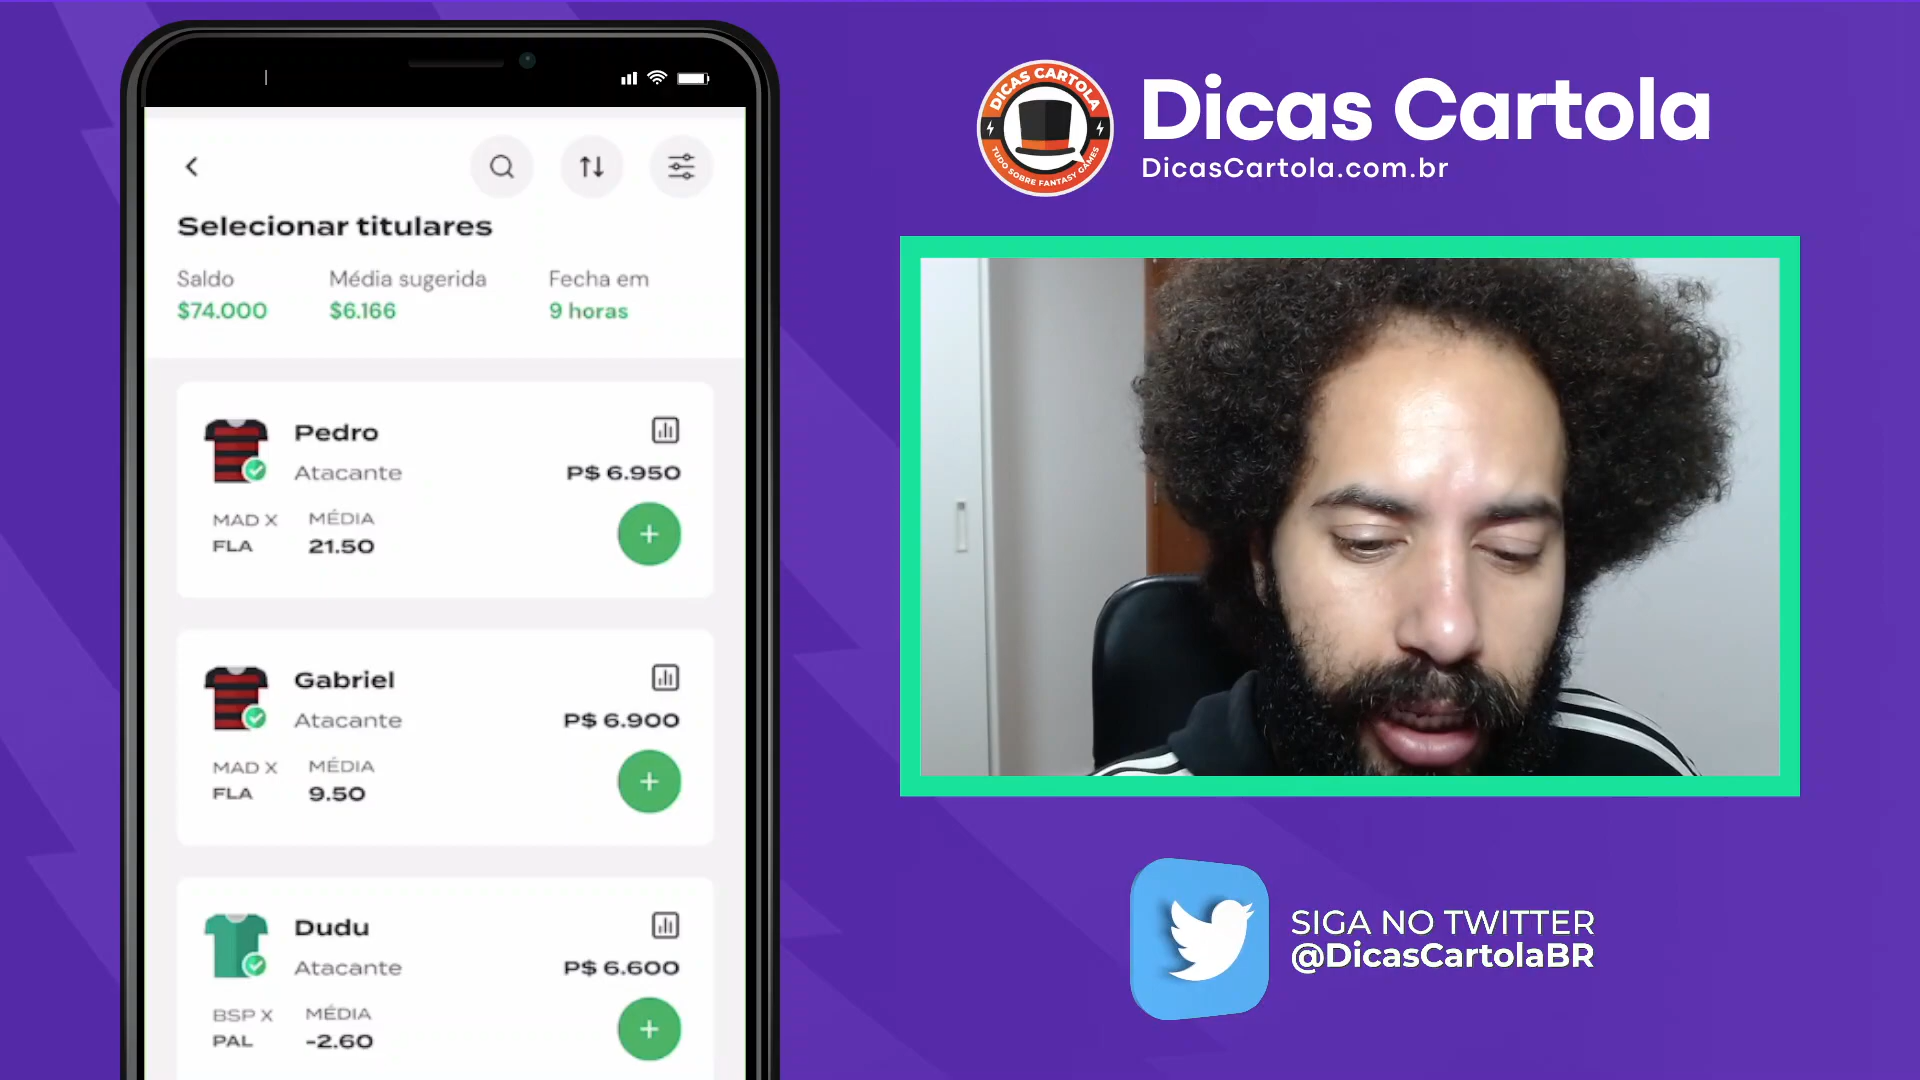 Selecionar titulares
Saldo
Média sugerida
Fecha em
$74.000
$6.166
9 horas
Pedro
Atacante
P$ 6.950
MAD X
MÉDIA
FLA
21.50
Gabriel
Atacante
P$ 6.900
MAD X
MÉDIA
FLA
9.50
Dudu
Atacante
P$ 6.600
BSP X
MÉDIA
PAL
-2.60
DICAS CARTOLA
TUDO SOBRE FANTASY GAMES
Dicas Cartola
DicasCartola.com.br
SIGA NO TWITTER
@DicasCartolaBR